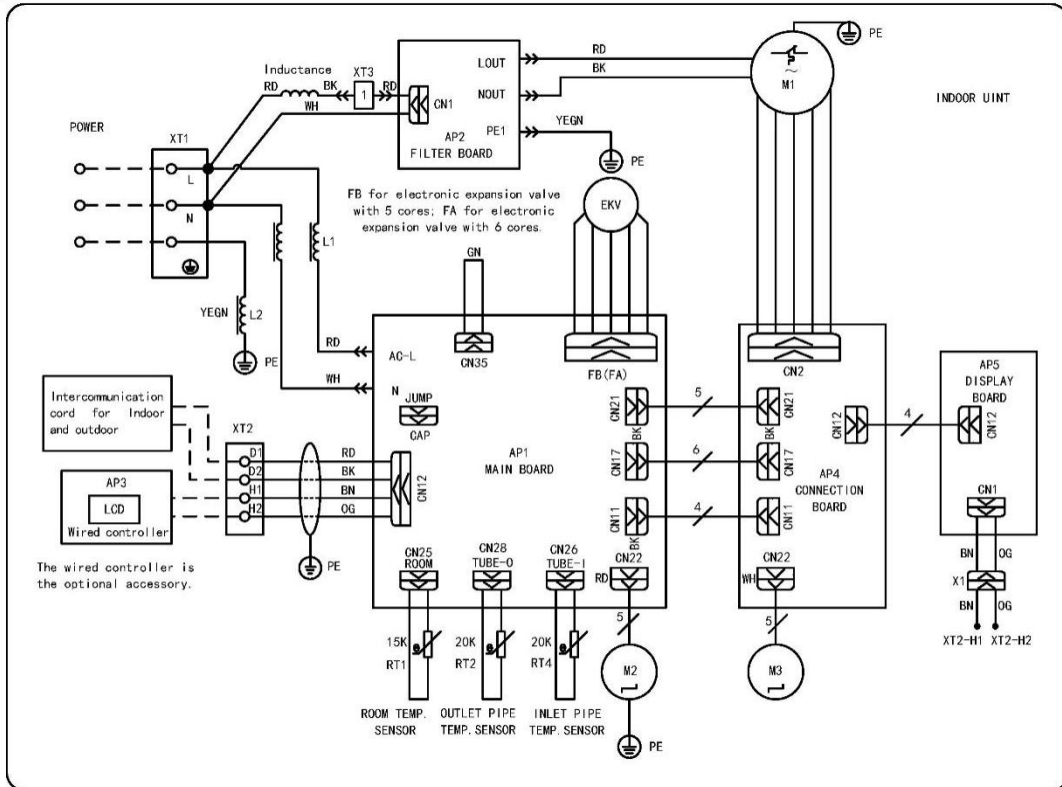 INDOOR UINT
POWER
XT1
L
N
Inductance
RD
BK
XT3
1
RD
WH
CN1
LOUT
NOUT
PE1
AP2
FILTER BOARD
RD
BK
YEGN
PE
M1
~
PE
FB for electronic expansion valve
with 5 cores; FA for electronic
expansion valve with 6 cores.
EKV
GN
CN35
L1
YEGN
L2
PE
RD
WH
AC-L
N
JUMP
CAP
FB(FA)
AP1
MAIN BOARD
Intercommunication
cord for Indoor
and outdoor
XT2
D1
D2
H1
H2
RD
BK
BN
OG
CN12
PE
AP3
LCD
Wired controller
The wired controller is
the optional accessory.
CN21
BK
5
CN21
BK
CN17
6
CN17
CN11
BK
4
CN11
CN2
AP4
CONNECTION
BOARD
CN12
4
CN12
AP5
DISPLAY
BOARD
CN1
BN
OG
X1
BN
OG
XT2-H1
XT2-H2
CN25
ROOM
CN28
TUBE-O
CN26
TUBE-I
CN22
RD
CN22
WH
15K
RT1
20K
RT2
20K
RT4
5
M2
PE
5
M3
ROOM TEMP.
SENSOR
OUTLET PIPE
TEMP. SENSOR
INLET PIPE
TEMP. SENSOR